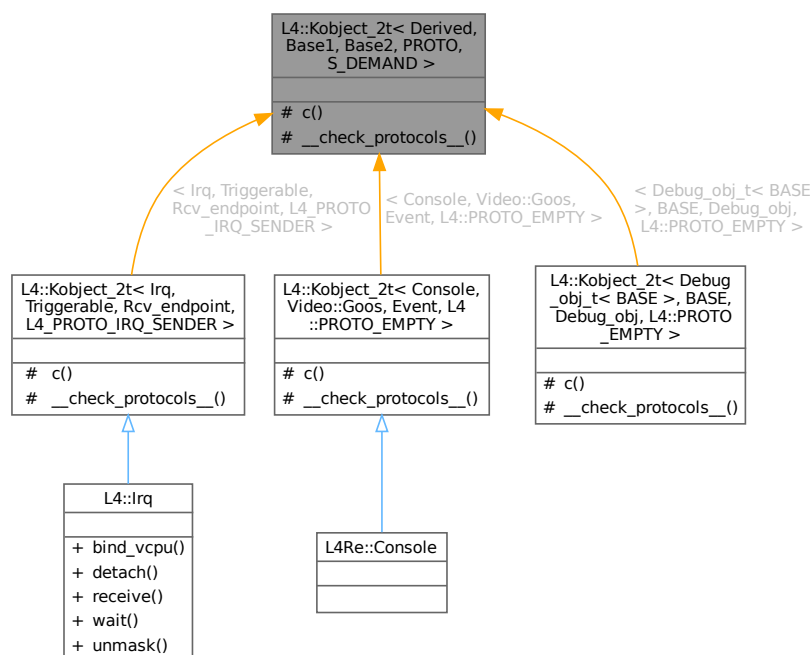 L4::Kobject_2t< Derived,
Base1, Base2, PROTO,
S_DEMAND >
# c()
# __check_protocols__()
< Irq, Triggerable,
Rcv_endpoint, L4_PROTO
_IRQ_SENDER >
< Console, Video::Goos,
Event, L4::PROTO_EMPTY >
< Debug_obj_t< BASE
>, BASE, Debug_obj,
L4::PROTO_EMPTY >
L4::Kobject_2t< Irq,
Triggerable, Rcv_endpoint,
L4_PROTO_IRQ_SENDER >
# c()
# __check_protocols__()
L4::Kobject_2t< Console,
Video::Goos, Event, L4
::PROTO_EMPTY >
# c()
# __check_protocols__()
L4::Kobject_2t< Debug
_obj_t< BASE >, BASE,
Debug_obj, L4::PROTO
_EMPTY >
# c()
# __check_protocols__()
L4::Irq
+ bind_vcpu()
+ detach()
+ receive()
+ wait()
+ unmask()
L4Re::Console